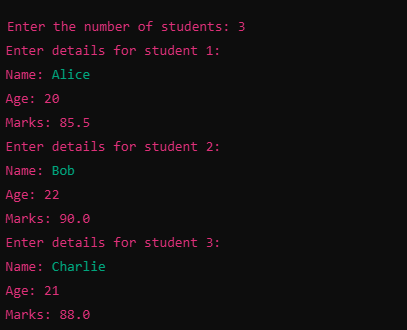 Enter the number of students: 3
Enter details for student 1:
Name: Alice
Age: 20
Marks: 85.5
Enter details for student 2:
Name: Bob
Age: 22
Marks: 90.0
Enter details for student 3:
Name: Charlie
Age: 21
Marks: 88.0